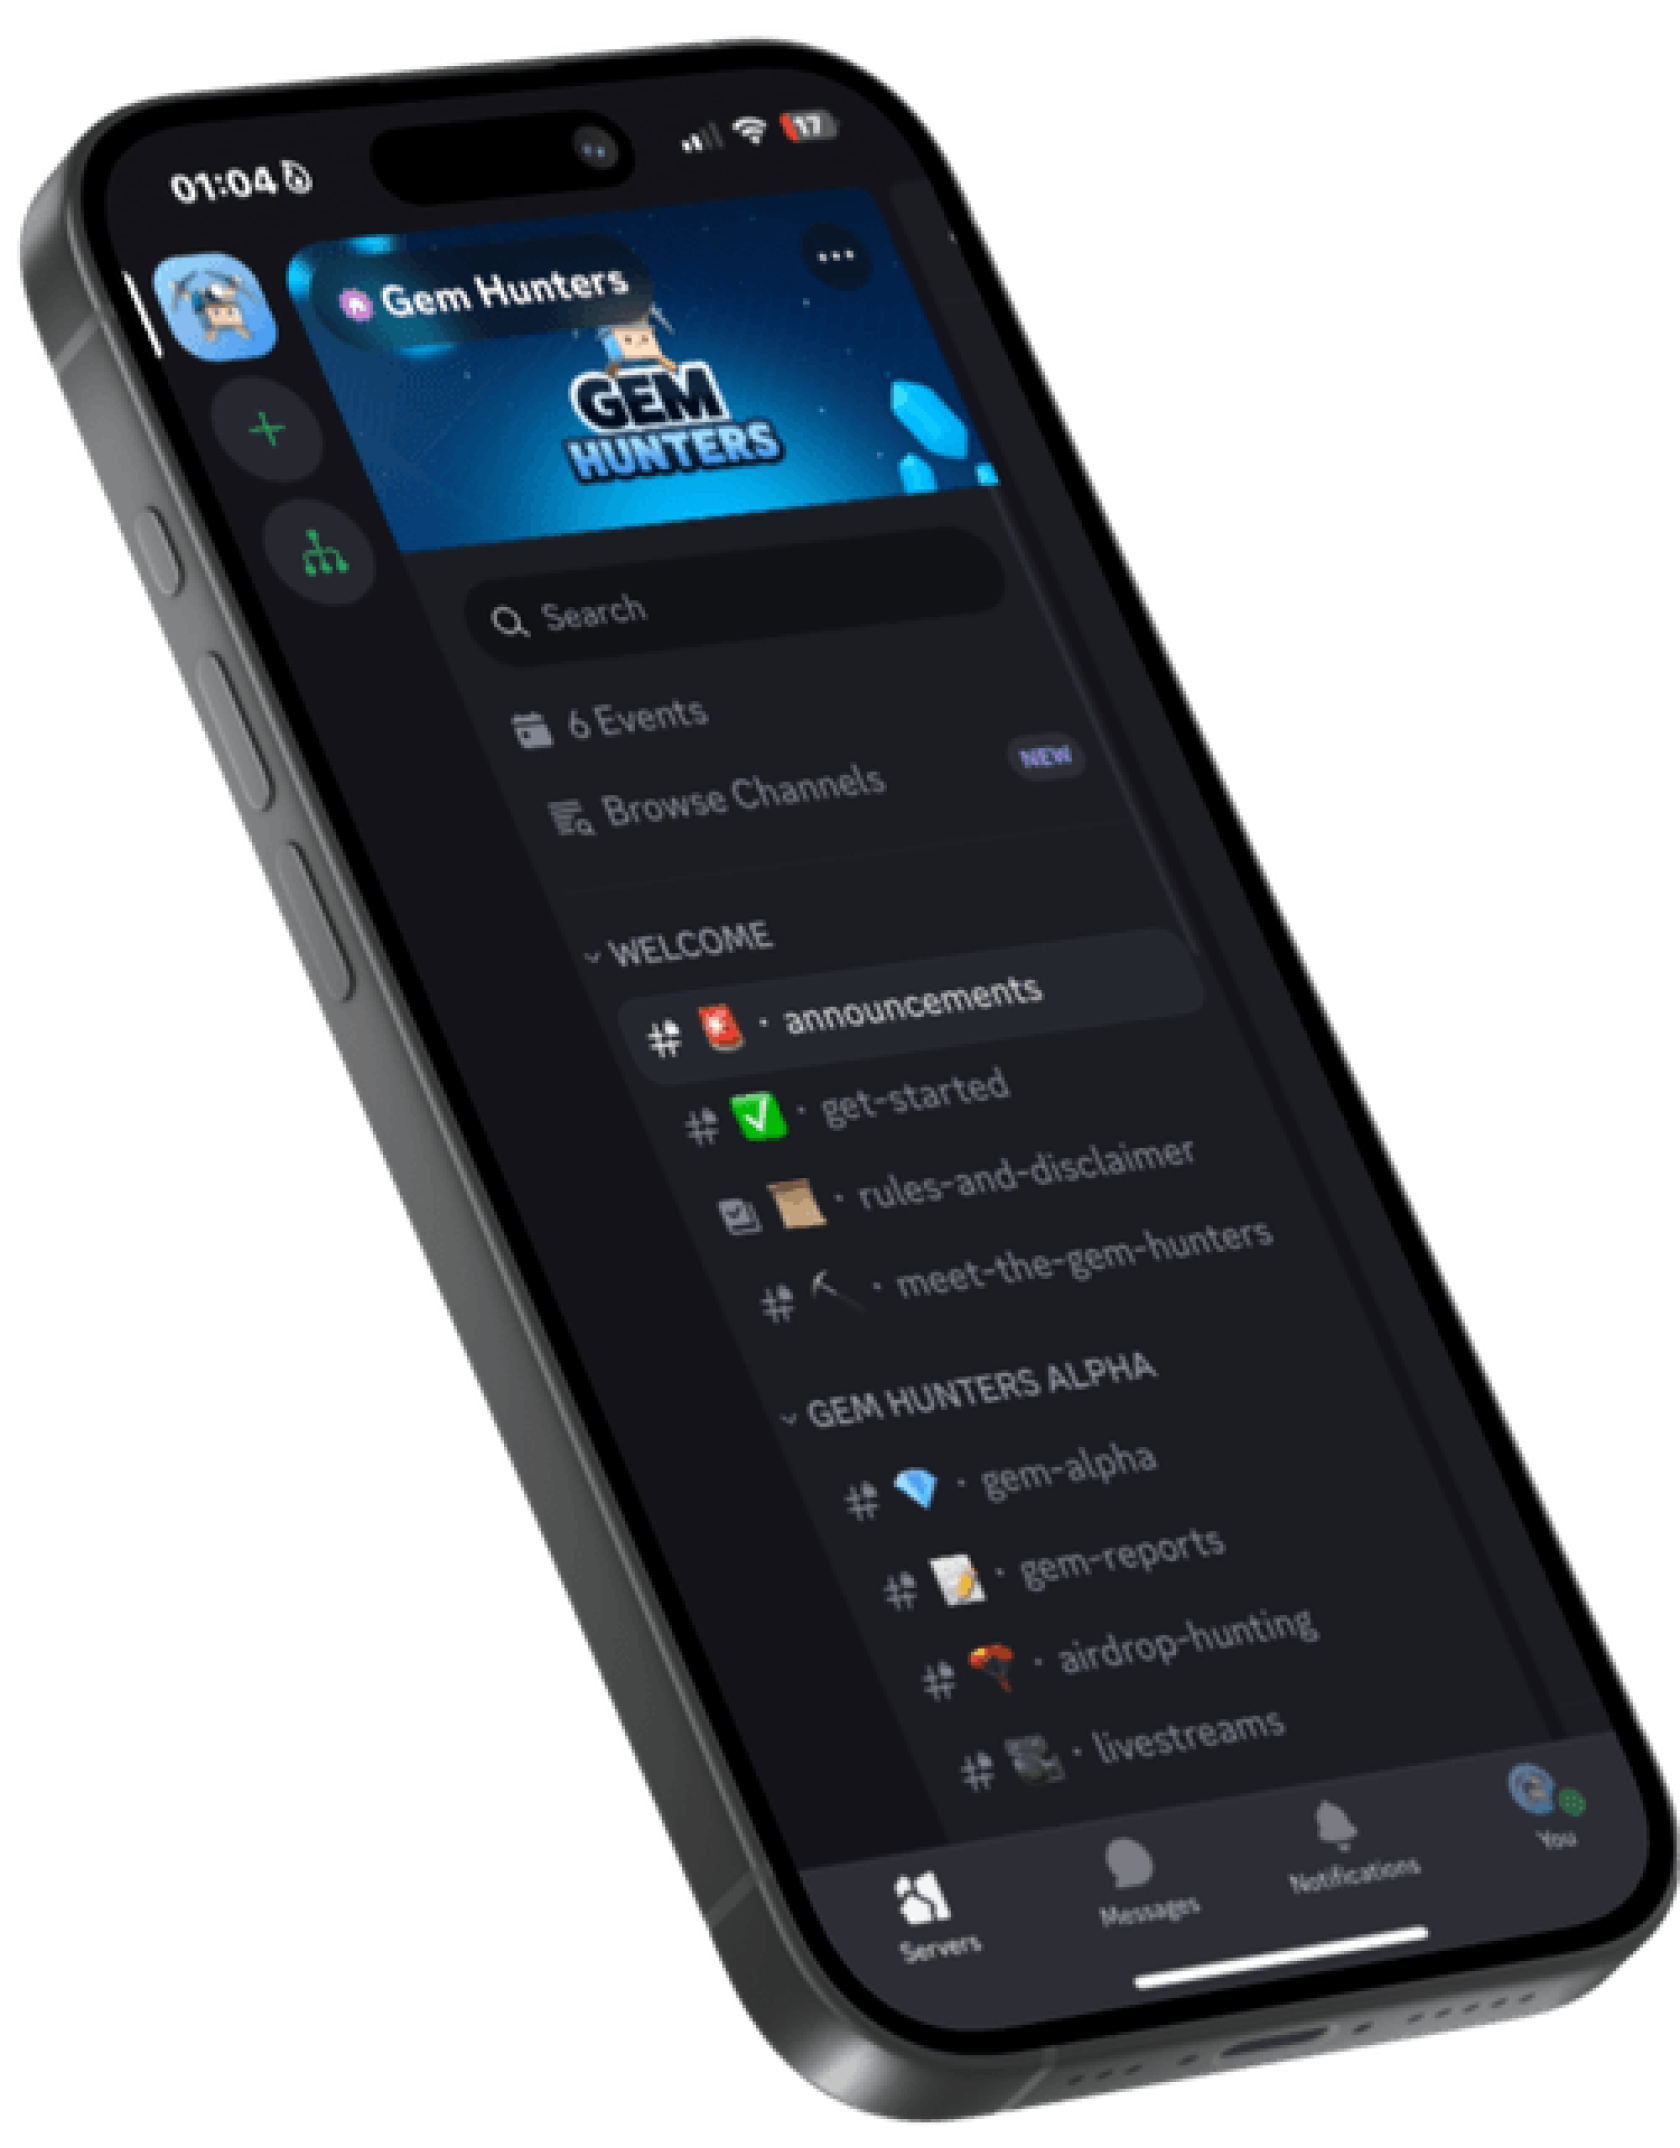 01:04
17
Gem Hunters
GEM
HUNTERS
Search
6 Events
Browse Channels
NEW
WELCOME
# · announcements
# · get-started
· rules-and-disclaimer
# · meet-the-gem-hunters
GEM HUNTERS ALPHA
# · gem-alpha
# · gem-reports
# · airdrop-hunting
# · livestreams
Servers
Messages
Notifications
You